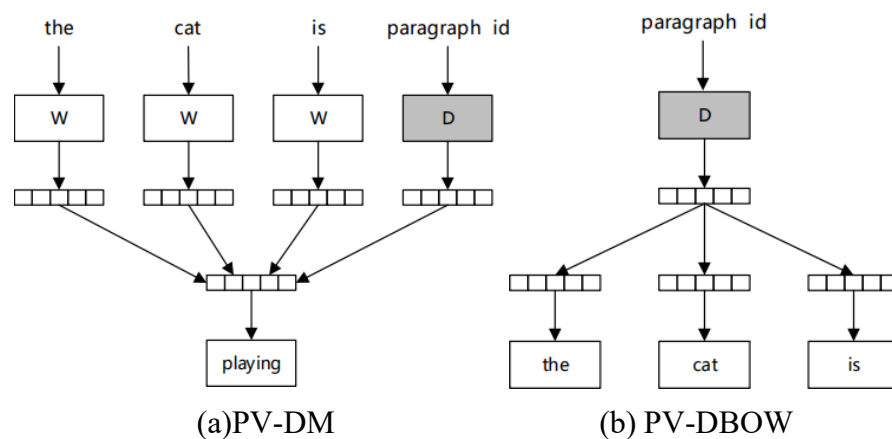 the cat is paragraph id
W W W D
playing
(a)PV-DM
paragraph id
D
the cat is
(b) PV-DBOW